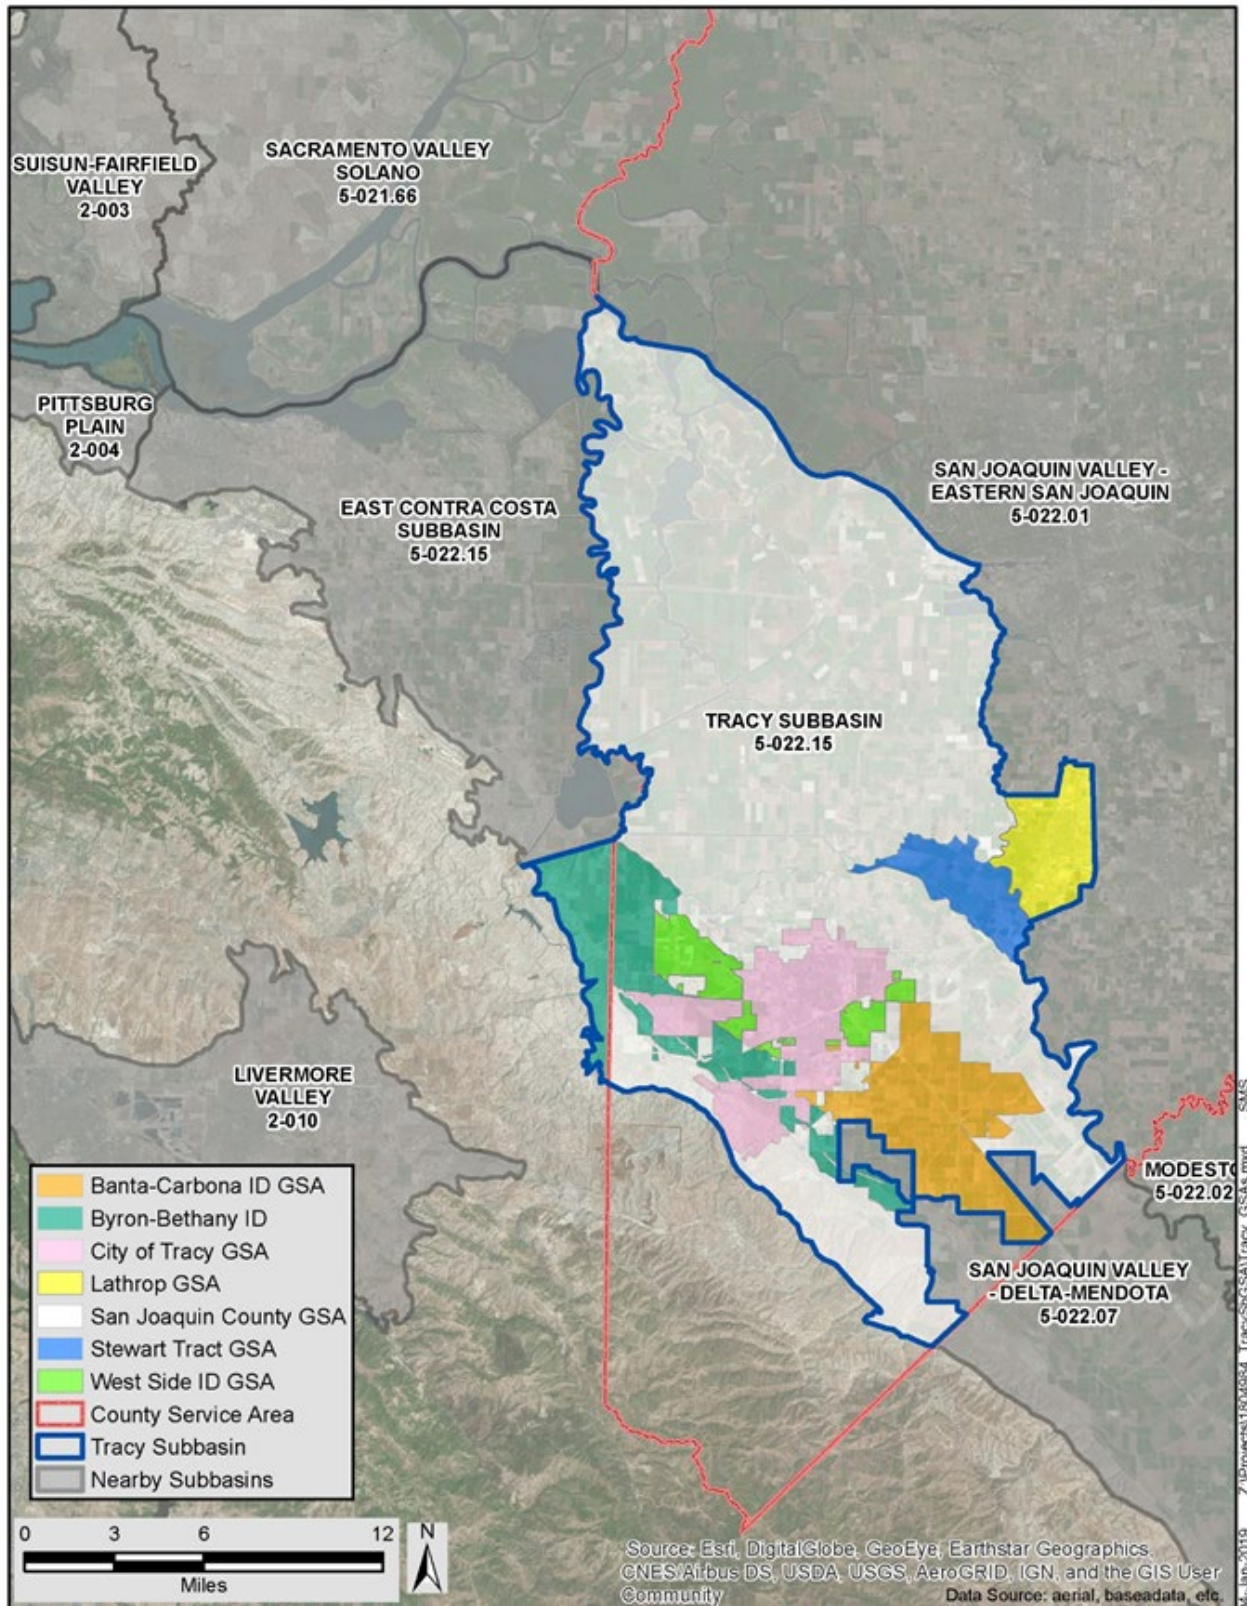 SUISUN-FAIRFIELD
VALLEY
2-003
SACRAMENTO VALLEY
SOLANO
5-021.66
PITTSBURG
PLAIN
2-004
EAST CONTRA COSTA
SUBBASIN
5-022.15
SAN JOAQUIN VALLEY -
EASTERN SAN JOAQUIN
5-022.01
TRACY SUBBASIN
5-022.15
LIVERMORE
VALLEY
2-010
MODESTO
5-022.02
SAN JOAQUIN VALLEY
- DELTA-MENDOTA
5-022.07
Banta-Carbona ID GSA
Byron-Bethany ID
City of Tracy GSA
Lathrop GSA
San Joaquin County GSA
Stewart Tract GSA
West Side ID GSA
County Service Area
Tracy Subbasin
Nearby Subbasins
0 3 6 12
Miles
N
Source: Esri, DigitalGlobe, GeoEye, Earthstar Geographics,
CNES/Airbus DS, USDA, USGS, AeroGRID, IGN, and the GIS User
Community
Data Source: aerial, baseadata, etc.
SMS